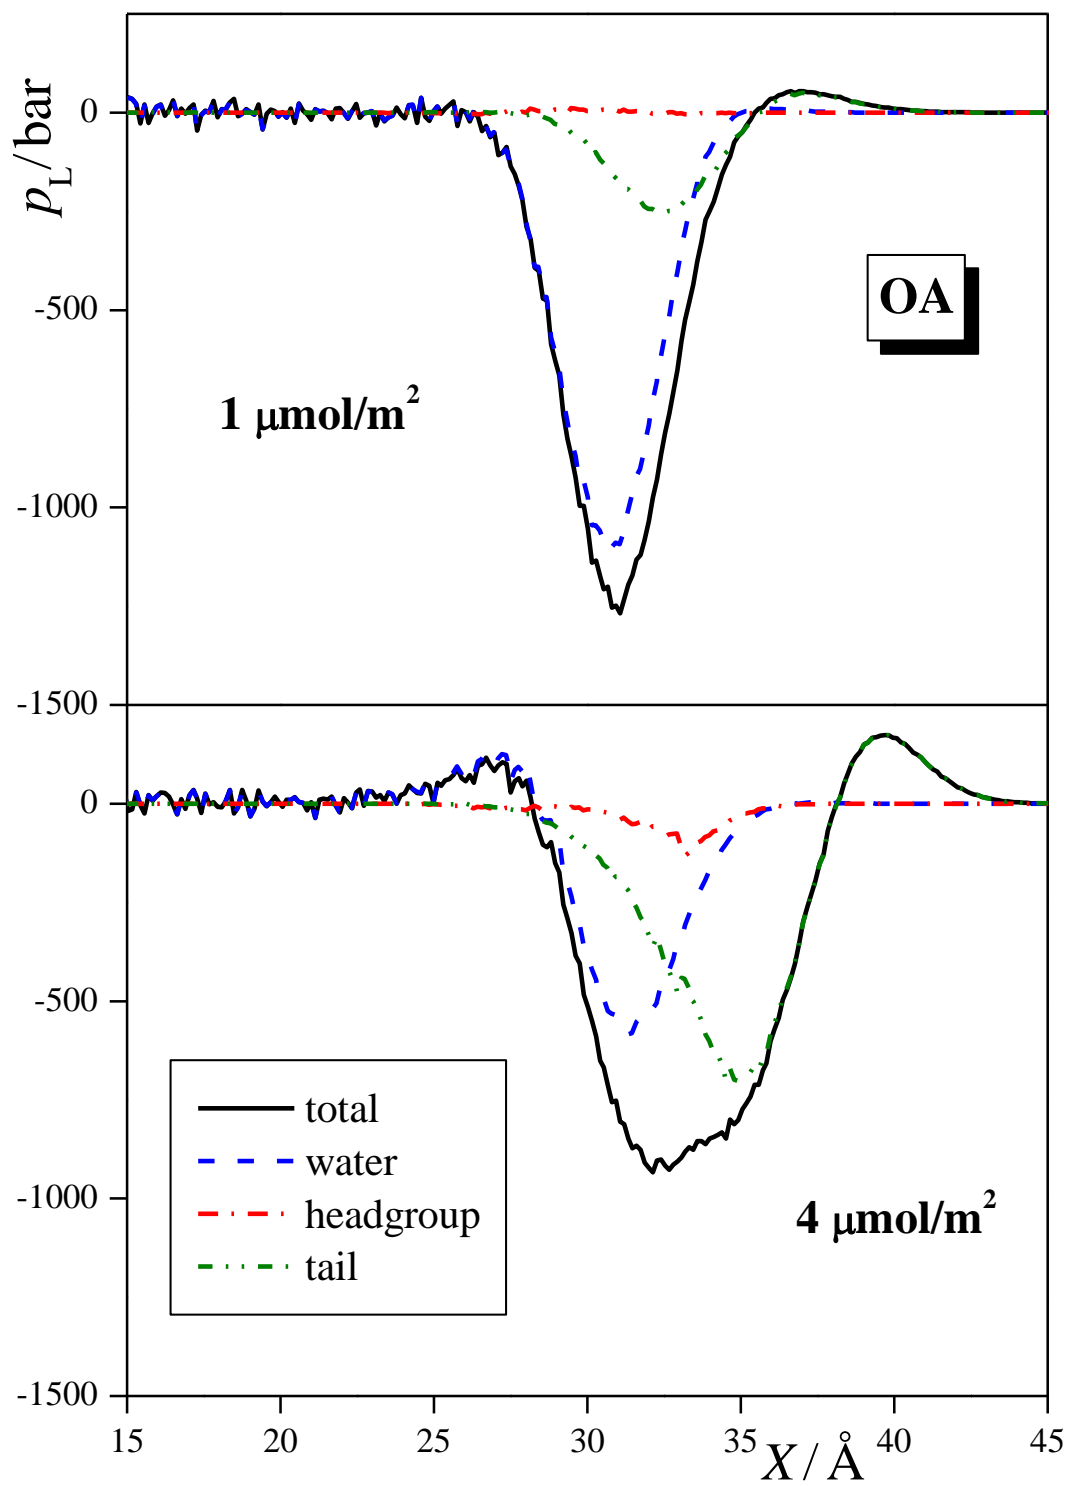 pL/bar
0
-500
-1000
-1500
OA
1 μmol/m²
0
-500
-1000
-1500
total
water
headgroup
tail
4 μmol/m²
15 20 25 30 35 40 45
X/Å